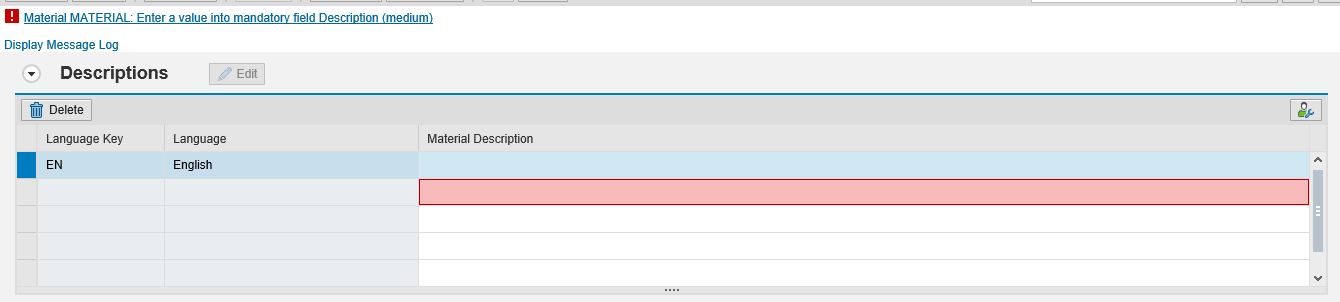 Material MATERIAL: Enter a value into mandatory field Description (medium)
Display Message Log
Descriptions Edit
Delete
Language Key Language Material Description
EN English